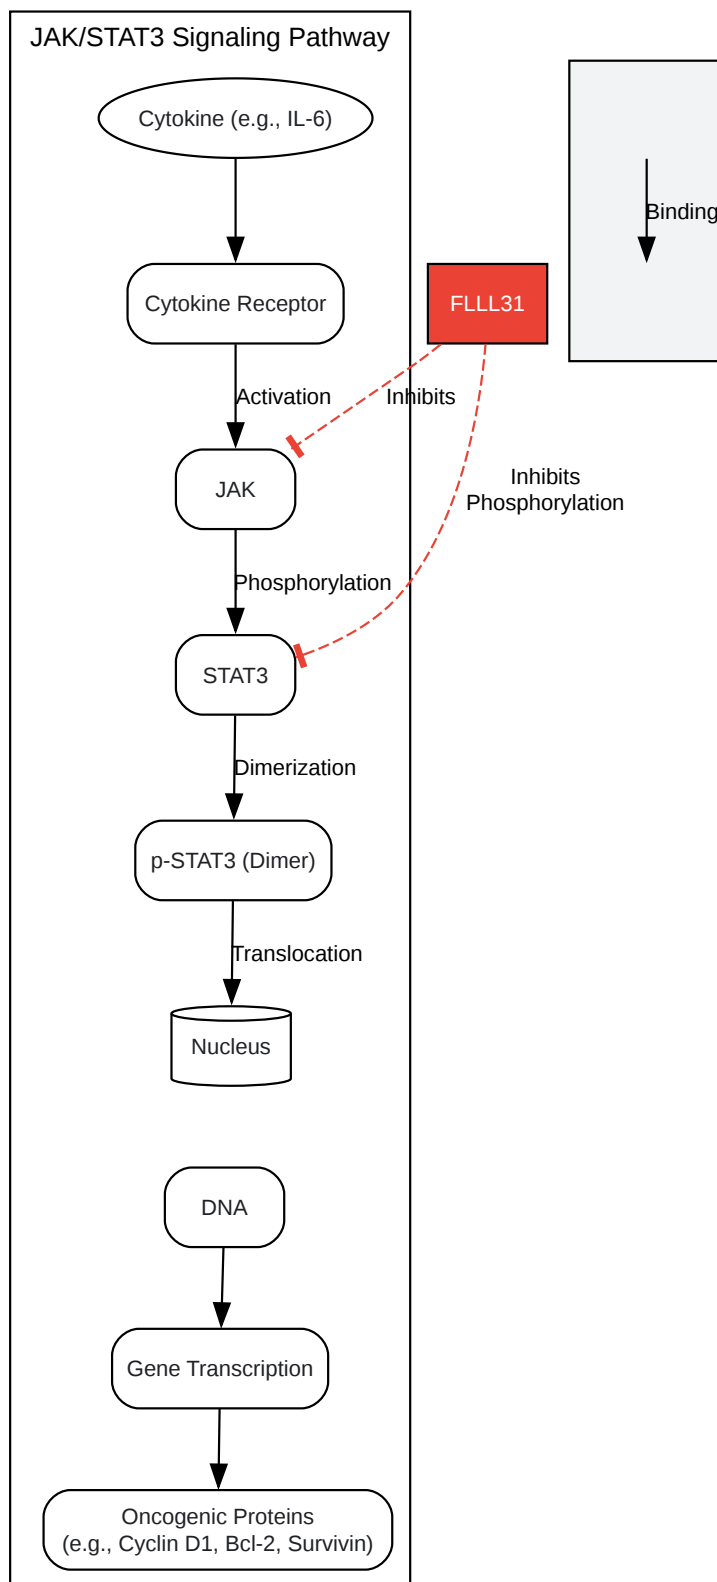 JAK/STAT3 Signaling Pathway
Cytokine (e.g., IL-6)
Binding
Cytokine Receptor
FLLL31
Activation
Inhibits
JAK
Inhibits
Phosphorylation
Phosphorylation
STAT3
Dimerization
p-STAT3 (Dimer)
Translocation
Nucleus
DNA
Gene Transcription
Oncogenic Proteins
(e.g., Cyclin D1, Bcl-2, Survivin)